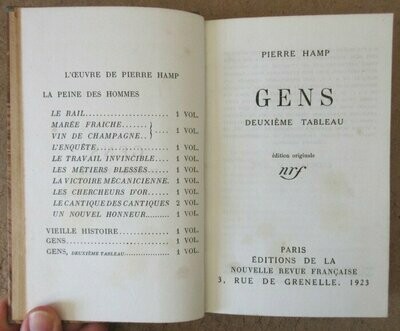 L'ŒUVRE DE PIERRE HAMP
LA PEINE DES HOMMES
LE RAIL 1 VOL.
MARÉE FRAICHE
VIN DE CHAMPAGNE } 1 VOL.
L'ENQUÊTE 1 VOL.
LE TRAVAIL INVINCIBLE. 1 VOL.
LES MÉTIERS BLESSÉS 1 VOL.
LA VICTOIRE MÉCANICIENNE. 1 VOL.
LES CHERCHEURS D'OR 1 VOL.
LE CANTIQUE DES CANTIQUES 2 VOL.
UN NOUVEL HONNEUR 1 VOL.
VIEILLE HISTOIRE 1 VOL.
GENS 1 VOL.
GENS, DEUXIÈME TABLEAU 1 VOL.
PIERRE HAMP
GENS
DEUXIÈME TABLEAU
édition originale
nrf
PARIS
ÉDITIONS DE LA
NOUVELLE REVUE FRANÇAISE
3, RUE DE GRENELLE. 1923